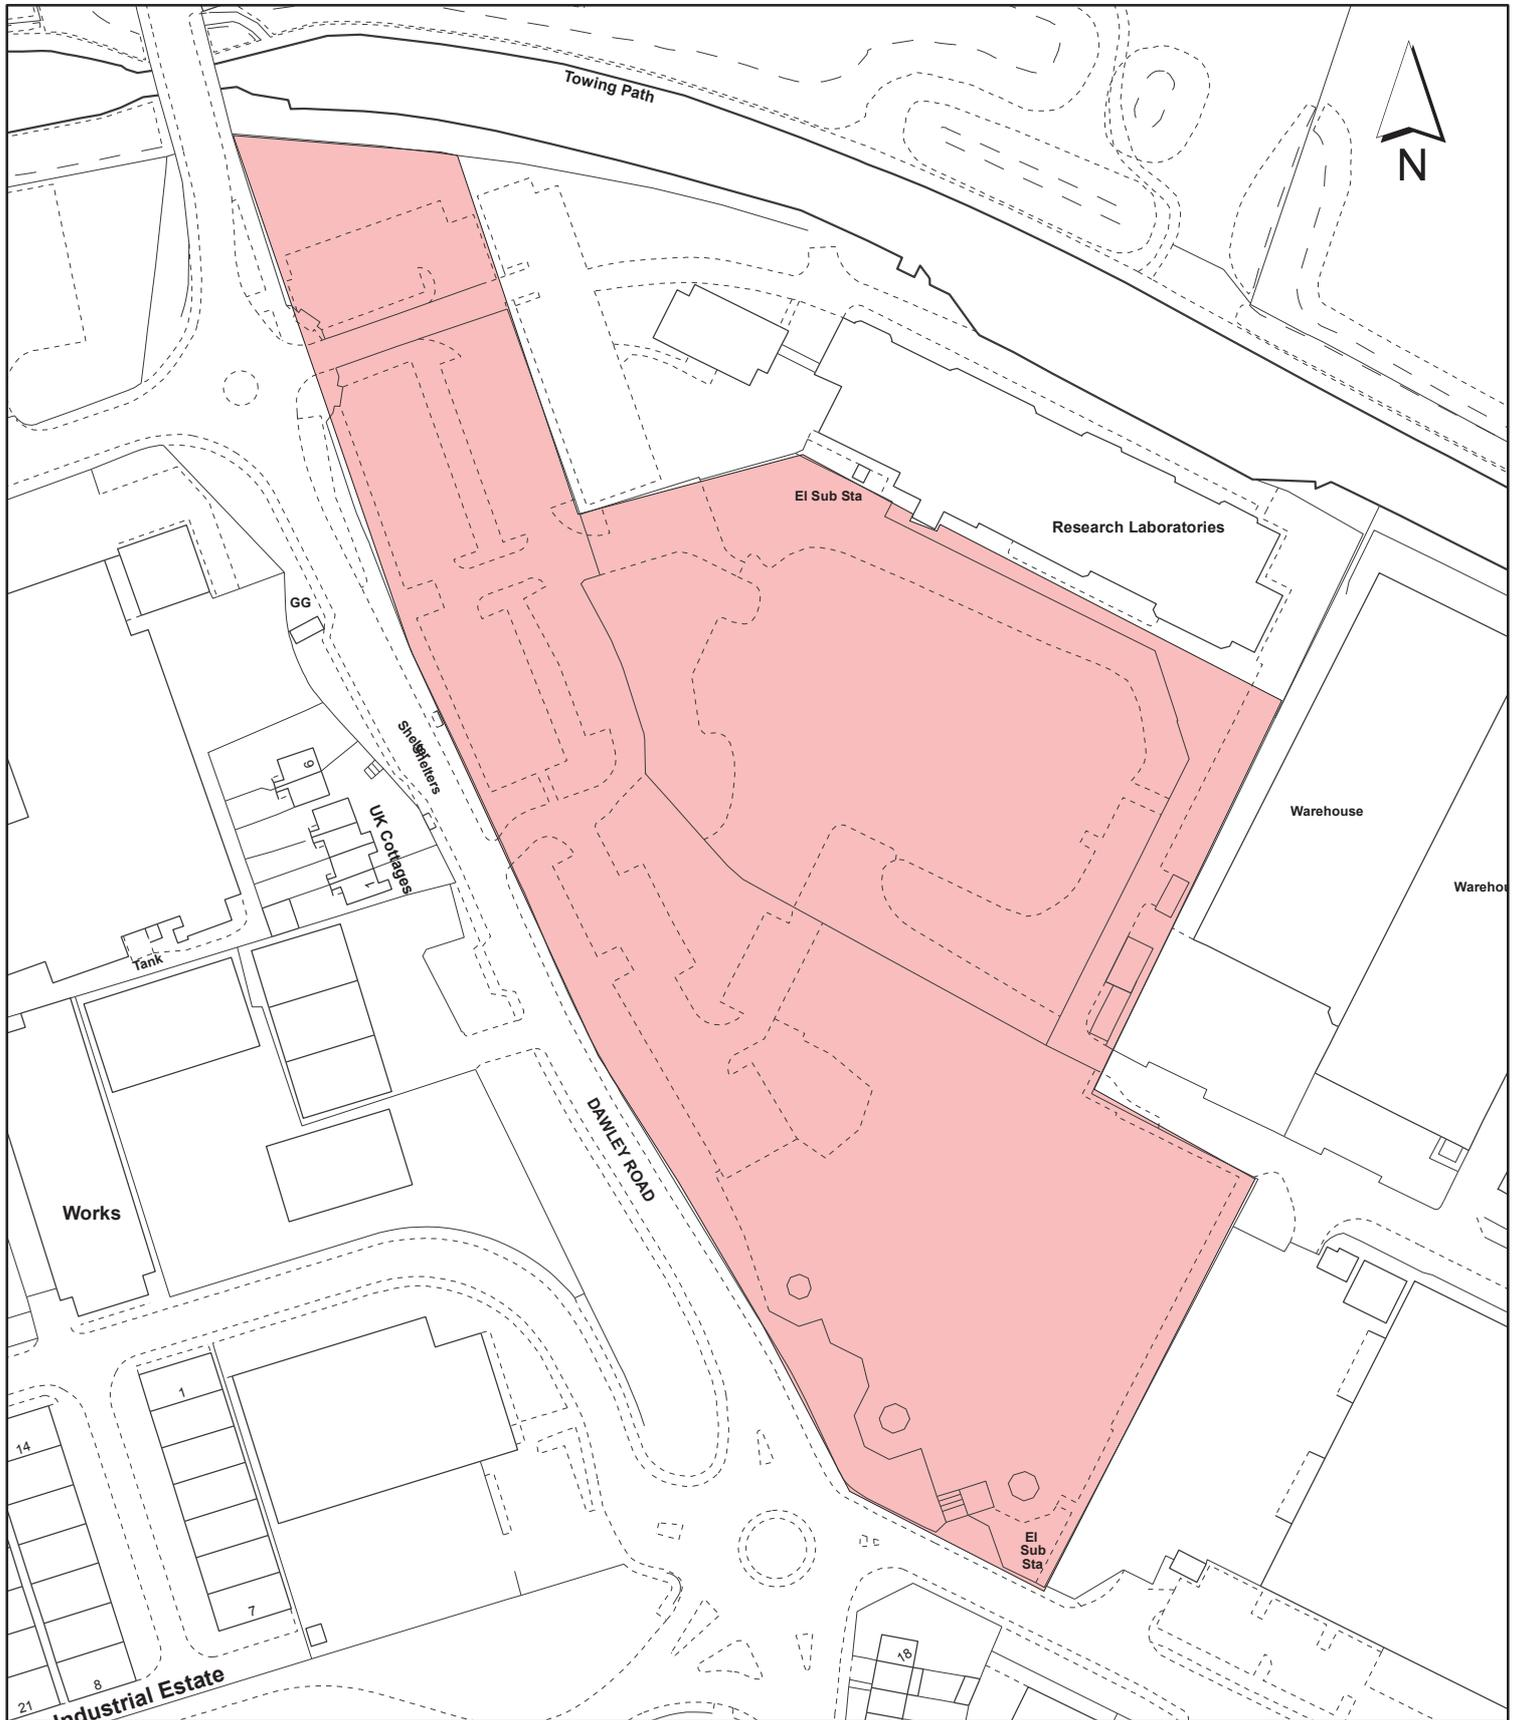 Towing Path
N
El Sub Sta
Research Laboratories
GG
Shelter
Shelters
9
UK Cottages
1
Warehouse
Tank
DAWLEY ROAD
Works
1
14
El
Sub
Sta
7
18
8
21
Industrial Estate